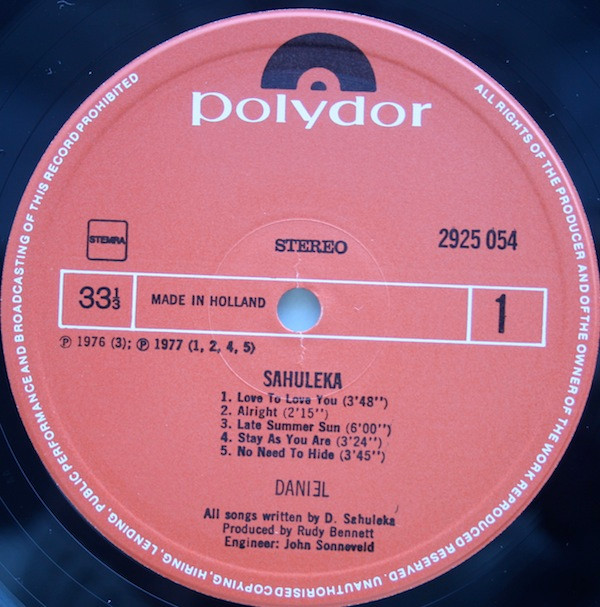 polydor
STEMRA
STEREO
2925 054
33⅓
MADE IN HOLLAND
1
℗ 1976 (3); ℗ 1977 (1, 2, 4, 5)
SAHULEKA
1. Love To Love You (3'48'')
2. Alright (2'15'')
3. Late Summer Sun (6'00'')
4. Stay As You Are (3'24'')
5. No Need To Hide (3'45'')
DANIƎL
All songs written by D. Sahuleka
Produced by Rudy Bennett
Engineer: John Sonneveld
ALL RIGHTS OF THE PRODUCER AND OF THE OWNER OF THE WORK REPRODUCED RESERVED. UNAUTHORISED COPYING, HIRING, LENDING, PUBLIC PERFORMANCE AND BROADCASTING OF THIS RECORD PROHIBITED